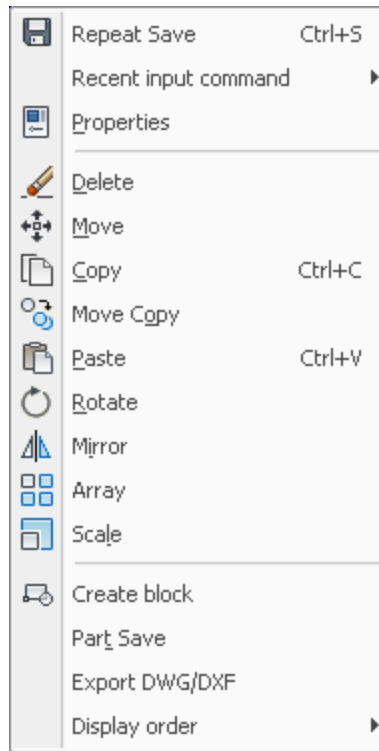 Repeat Save Ctrl+S
Recent input command
Properties
Delete
Move
Copy Ctrl+C
Move Copy
Paste Ctrl+V
Rotate
Mirror
Array
Scale
Create block
Part Save
Export DWG/DXF
Display order